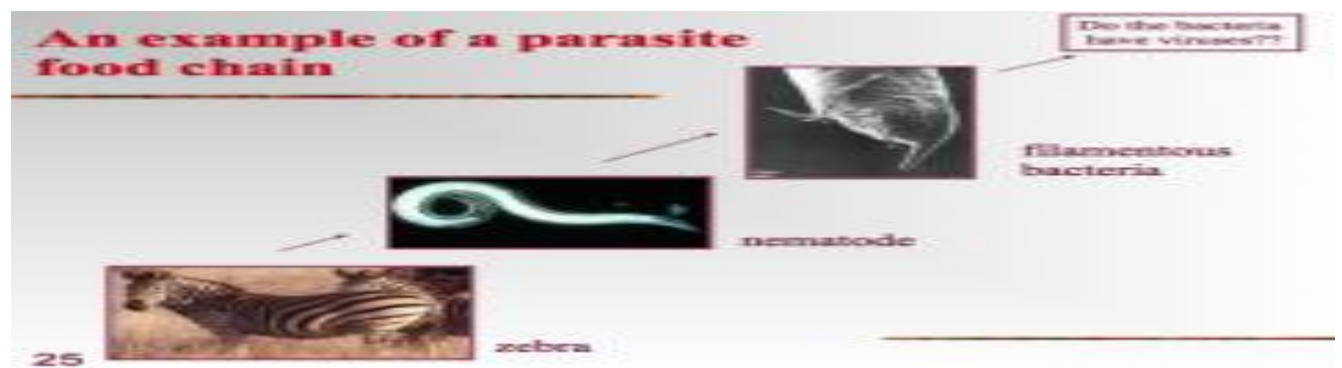 An example of a parasite
food chain
Do the bacteria
have viruses??
filamentous
bacteria
nematode
zebra
25